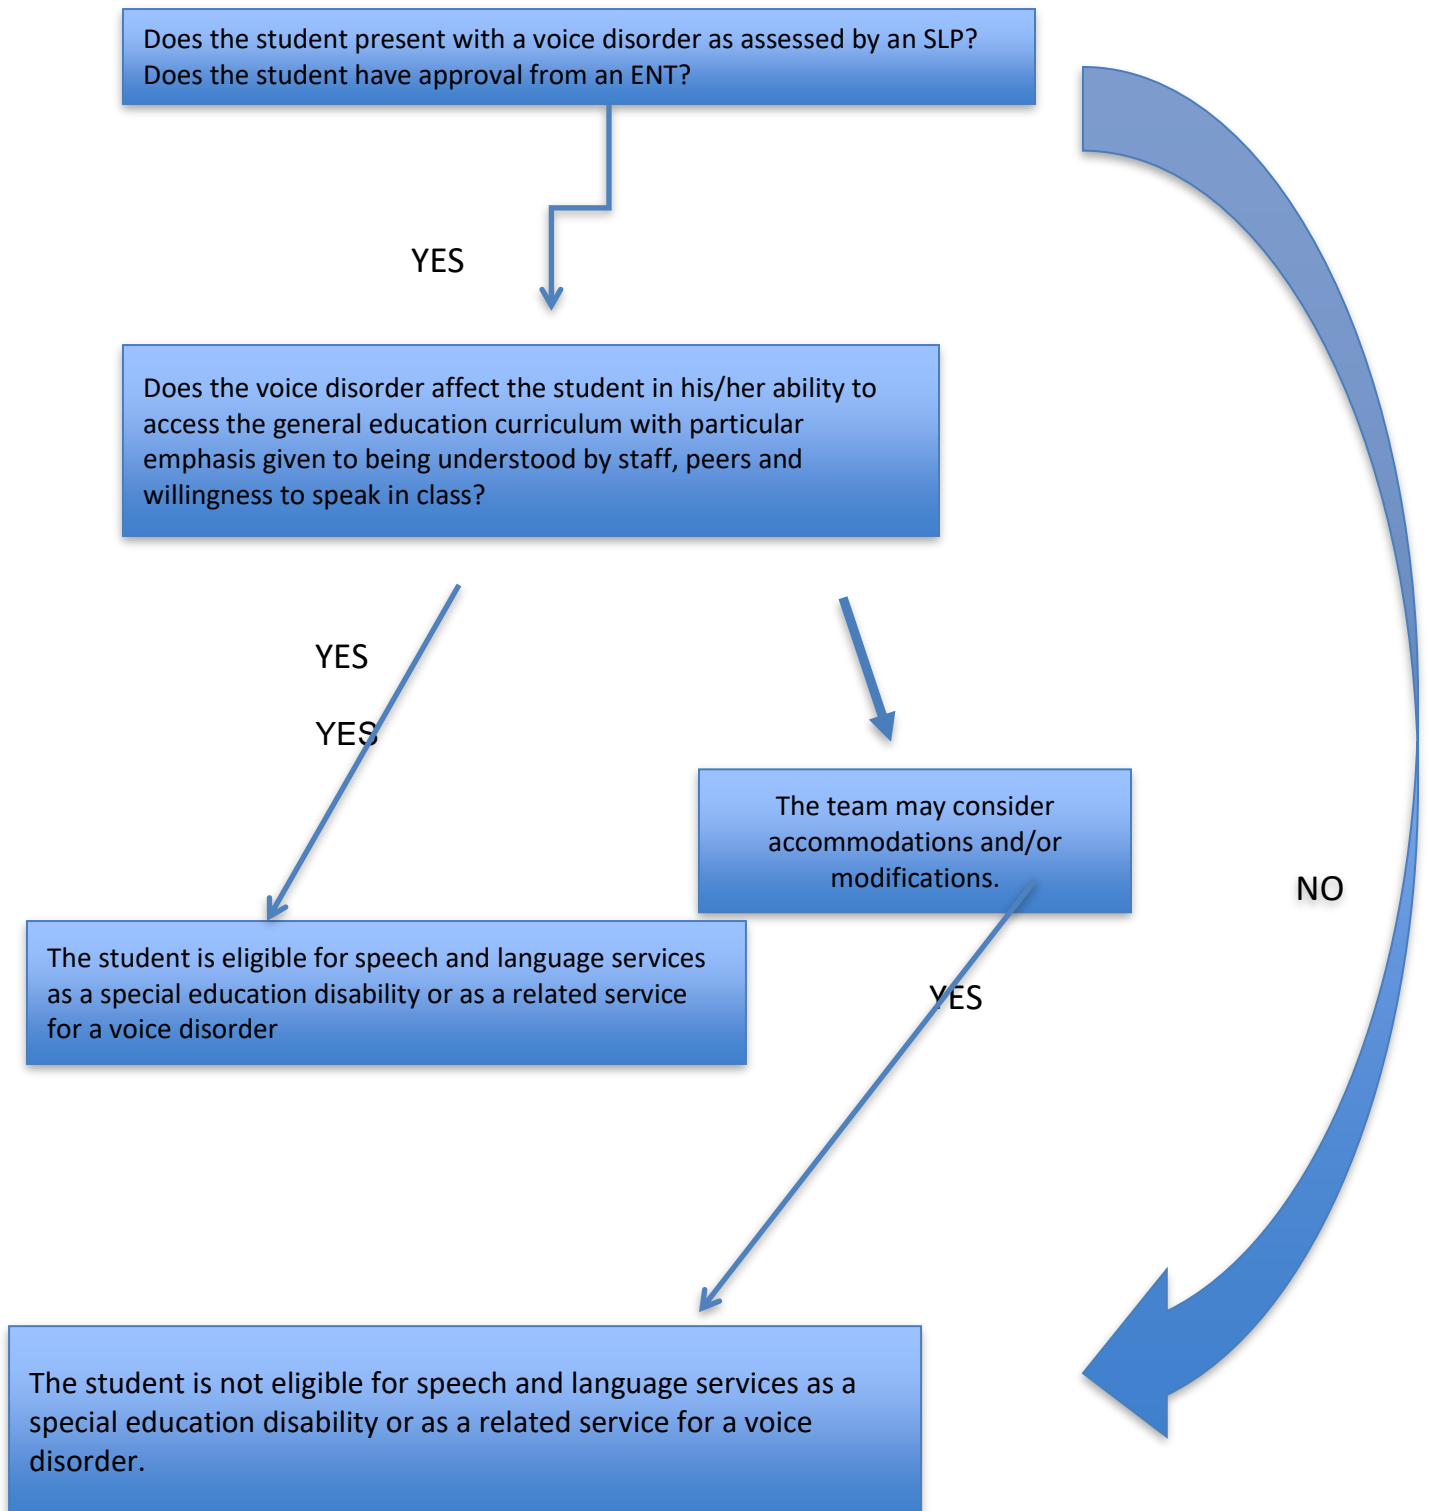 Does the student present with a voice disorder as assessed by an SLP?
Does the student have approval from an ENT?
YES
Does the voice disorder affect the student in his/her ability to
access the general education curriculum with particular
emphasis given to being understood by staff, peers and
willingness to speak in class?
YES
YES
The team may consider
accommodations and/or
modifications.
NO
The student is eligible for speech and language services
as a special education disability or as a related service
for a voice disorder
YES
The student is not eligible for speech and language services as a
special education disability or as a related service for a voice
disorder.